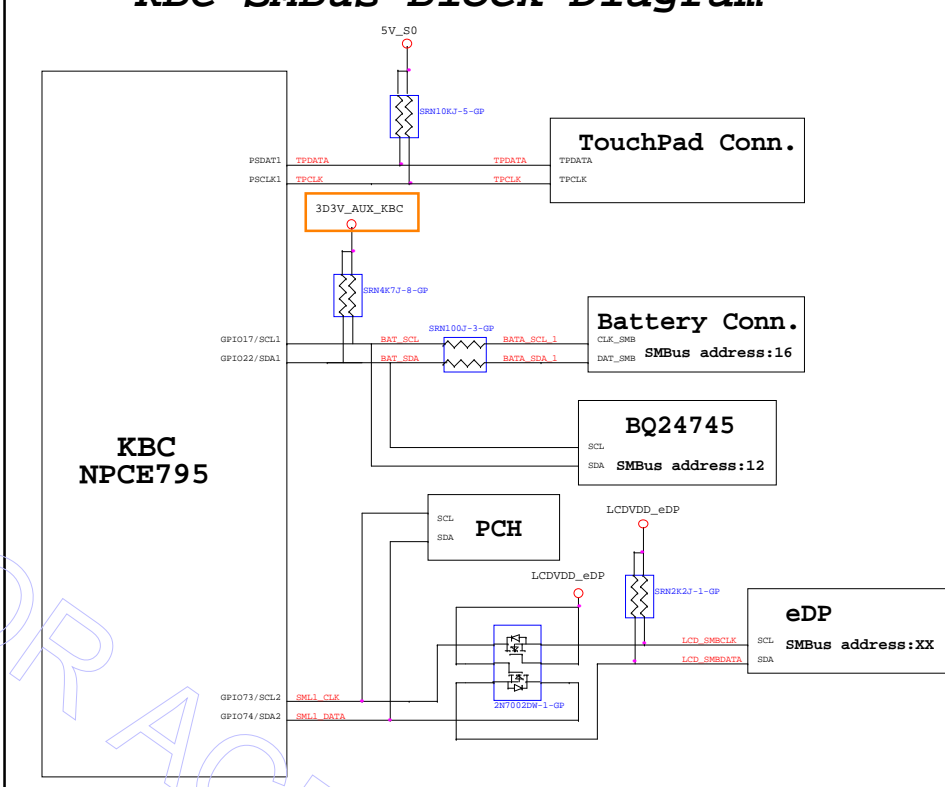 KBC SMBus Block Diagram
5V_S0
SRN10KJ-5-GP
TouchPad Conn.
PSDAT1 TPDATA TPDATA TPDATA
PSCLK1 TPCLK TPCLK TPCLK
3D3V_AUX_KBC
SRN4K7J-8-GP
Battery Conn.
SRN100J-3-GP
GPIO17/SCL1 BAT_SCL BATA_SCL_1 CLK_SMB
SMBus address:16
GPIO22/SDA1 BAT_SDA BATA_SDA_1 DAT_SMB
BQ24745
SCL
SDA SMBus address:12
KBC
NPCE795
LCDVDD_eDP
SCL
PCH
SDA
LCDVDD_eDP
SRN2K2J-1-GP
eDP
LCD_SMBCLK SCL SMBus address:XX
LCD_SMBDATA SDA
GPIO73/SCL2 SML1_CLK
2N7002DW-1-GP
GPIO74/SDA2 SML1_DATA
OR AC